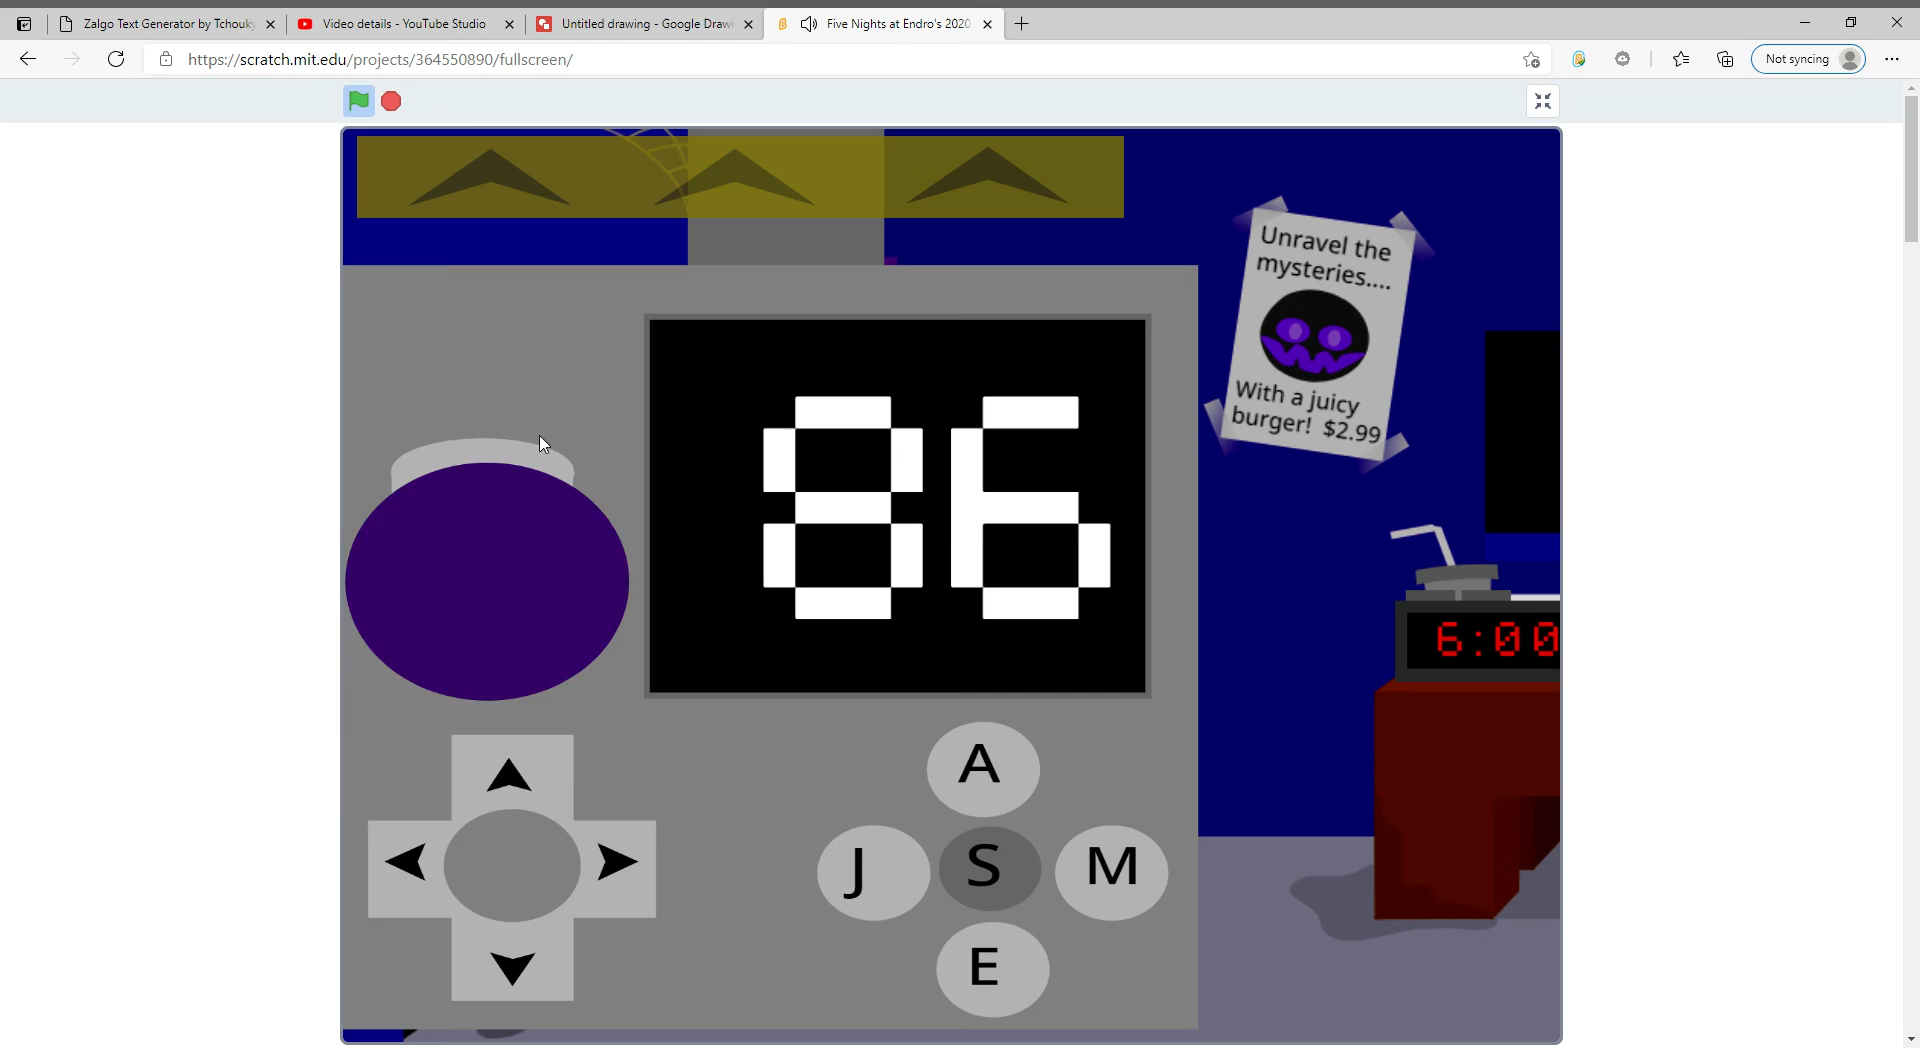 Zalgo Text Generator by Tchouky
Video details - YouTube Studio
Untitled drawing - Google Drawi
Five Nights at Endro's 2020
https://scratch.mit.edu/projects/364550890/fullscreen/
Not syncing
Unravel the
mysteries....
With a juicy
burger! $2.99
86
6:00
A
J S M
E